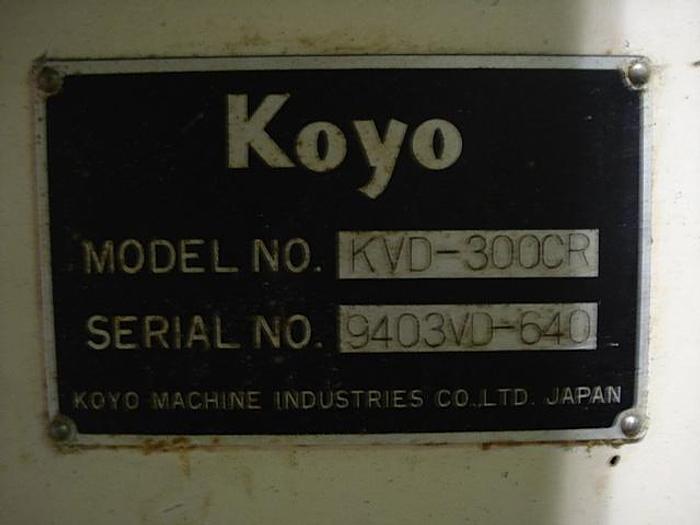 Koyo
MODEL NO. KVD-300CR
SERIAL NO. 9403VD-640
KOYO MACHINE INDUSTRIES CO.,LTD. JAPAN